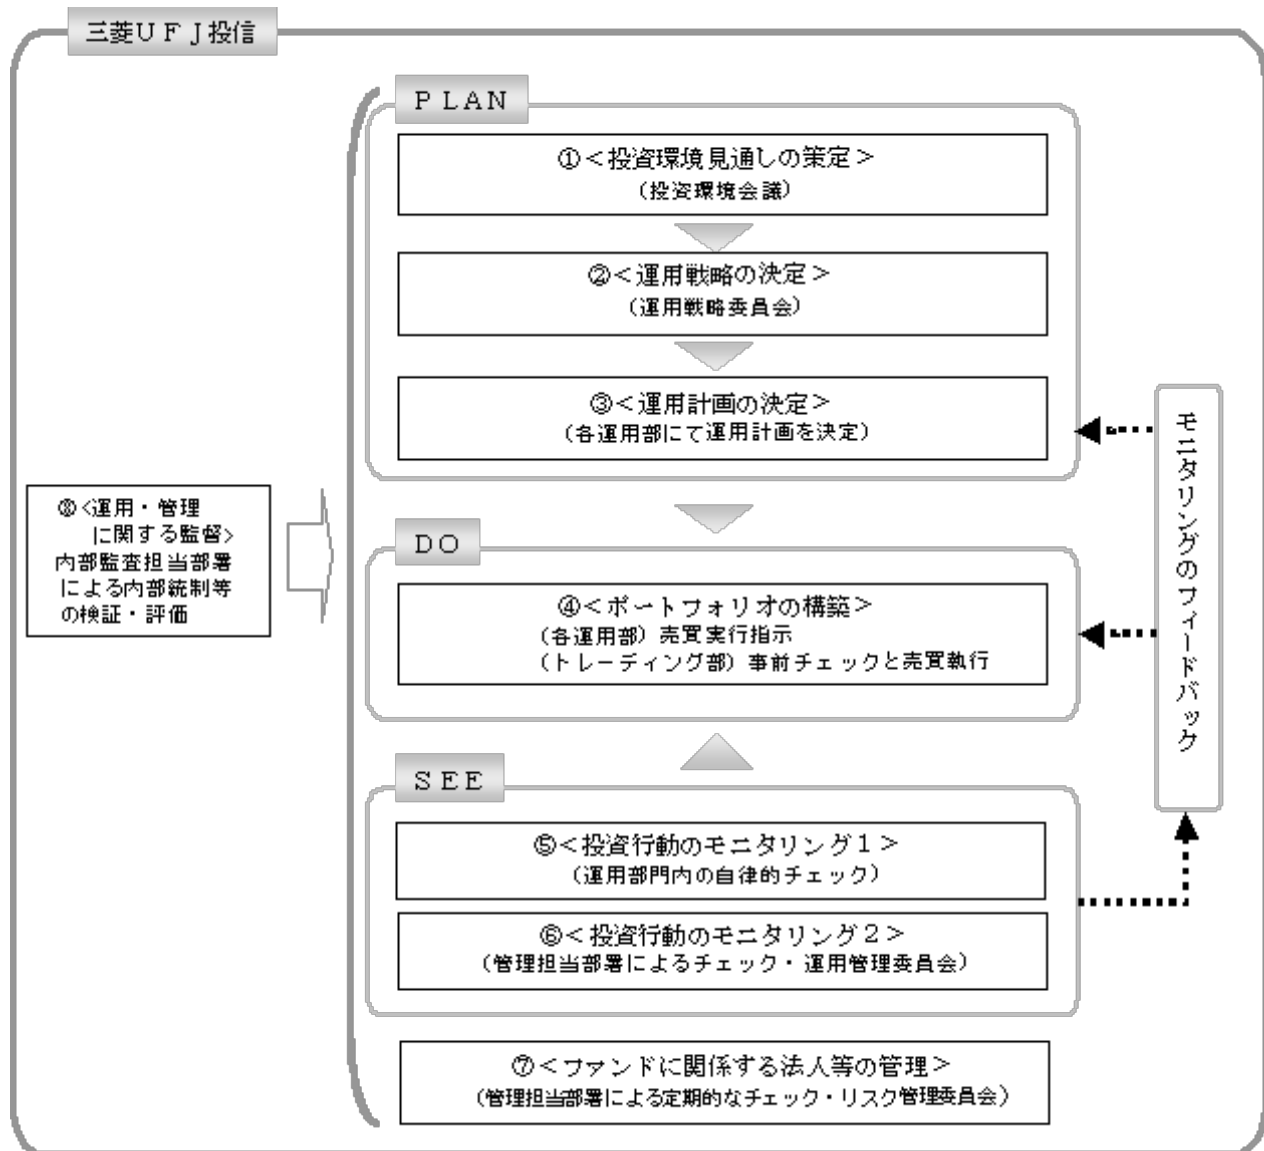 三菱ＵＦＪ投信
ＰＬＡＮ
①＜投資環境見通しの策定＞
（投資環境会議）
②＜運用戦略の決定＞
（運用戦略委員会）
③＜運用計画の決定＞
（各運用部にて運用計画を決定）
⑧＜運用・管理
に関する監督＞
内部監査担当部署
による内部統制等
の検証・評価
ＤＯ
④＜ポートフォリオの構築＞
（各運用部）売買実行指示
（トレーディング部）事前チェックと売買執行
ＳＥＥ
⑤＜投資行動のモニタリング１＞
（運用部門内の自律的チェック）
⑥＜投資行動のモニタリング２＞
（管理担当部署によるチェック・運用管理委員会）
⑦＜ファンドに関係する法人等の管理＞
（管理担当部署による定期的なチェック・リスク管理委員会）
モニタリングのフィードバック